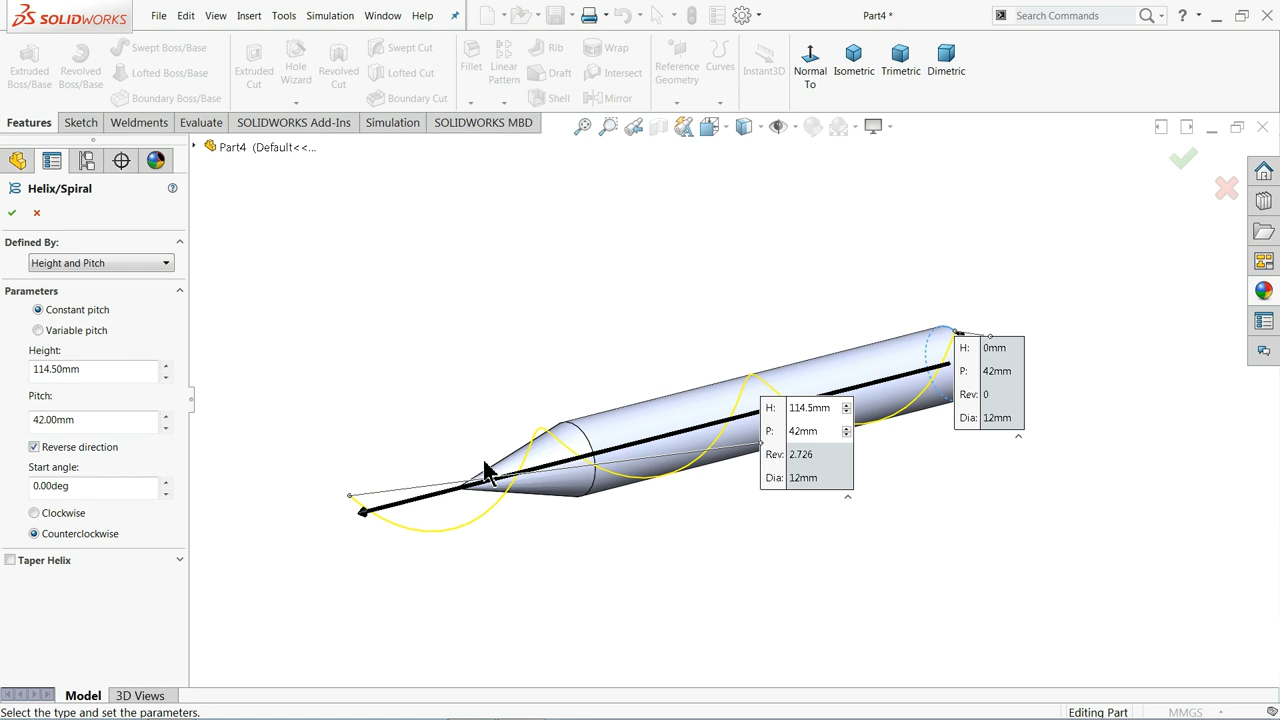 SOLIDWORKS File Edit View Insert Tools Simulation Window Help Part4 * Search Commands ?
Extruded Boss/Base Revolved Boss/Base Swept Boss/Base Lofted Boss/Base Boundary Boss/Base Extruded Cut Hole Wizard Revolved Cut Swept Cut Lofted Cut Boundary Cut Fillet Linear Pattern Rib Draft Shell Wrap Intersect Mirror Reference Geometry Curves Instant3D Normal To Isometric Trimetric Dimetric
Features Sketch Weldments Evaluate SOLIDWORKS Add-Ins Simulation SOLIDWORKS MBD
Part4 (Default<<...
Helix/Spiral
Defined By:
Height and Pitch
Parameters
Constant pitch
Variable pitch
Height:
114.50mm
Pitch:
42.00mm
Reverse direction
Start angle:
0.00deg
Clockwise
Counterclockwise
Taper Helix
H: 0mm
P: 42mm
Rev: 0
Dia: 12mm
H: 114.5mm
P: 42mm
Rev: 2.726
Dia: 12mm
Model 3D Views
Select the type and set the parameters. Editing Part MMGS